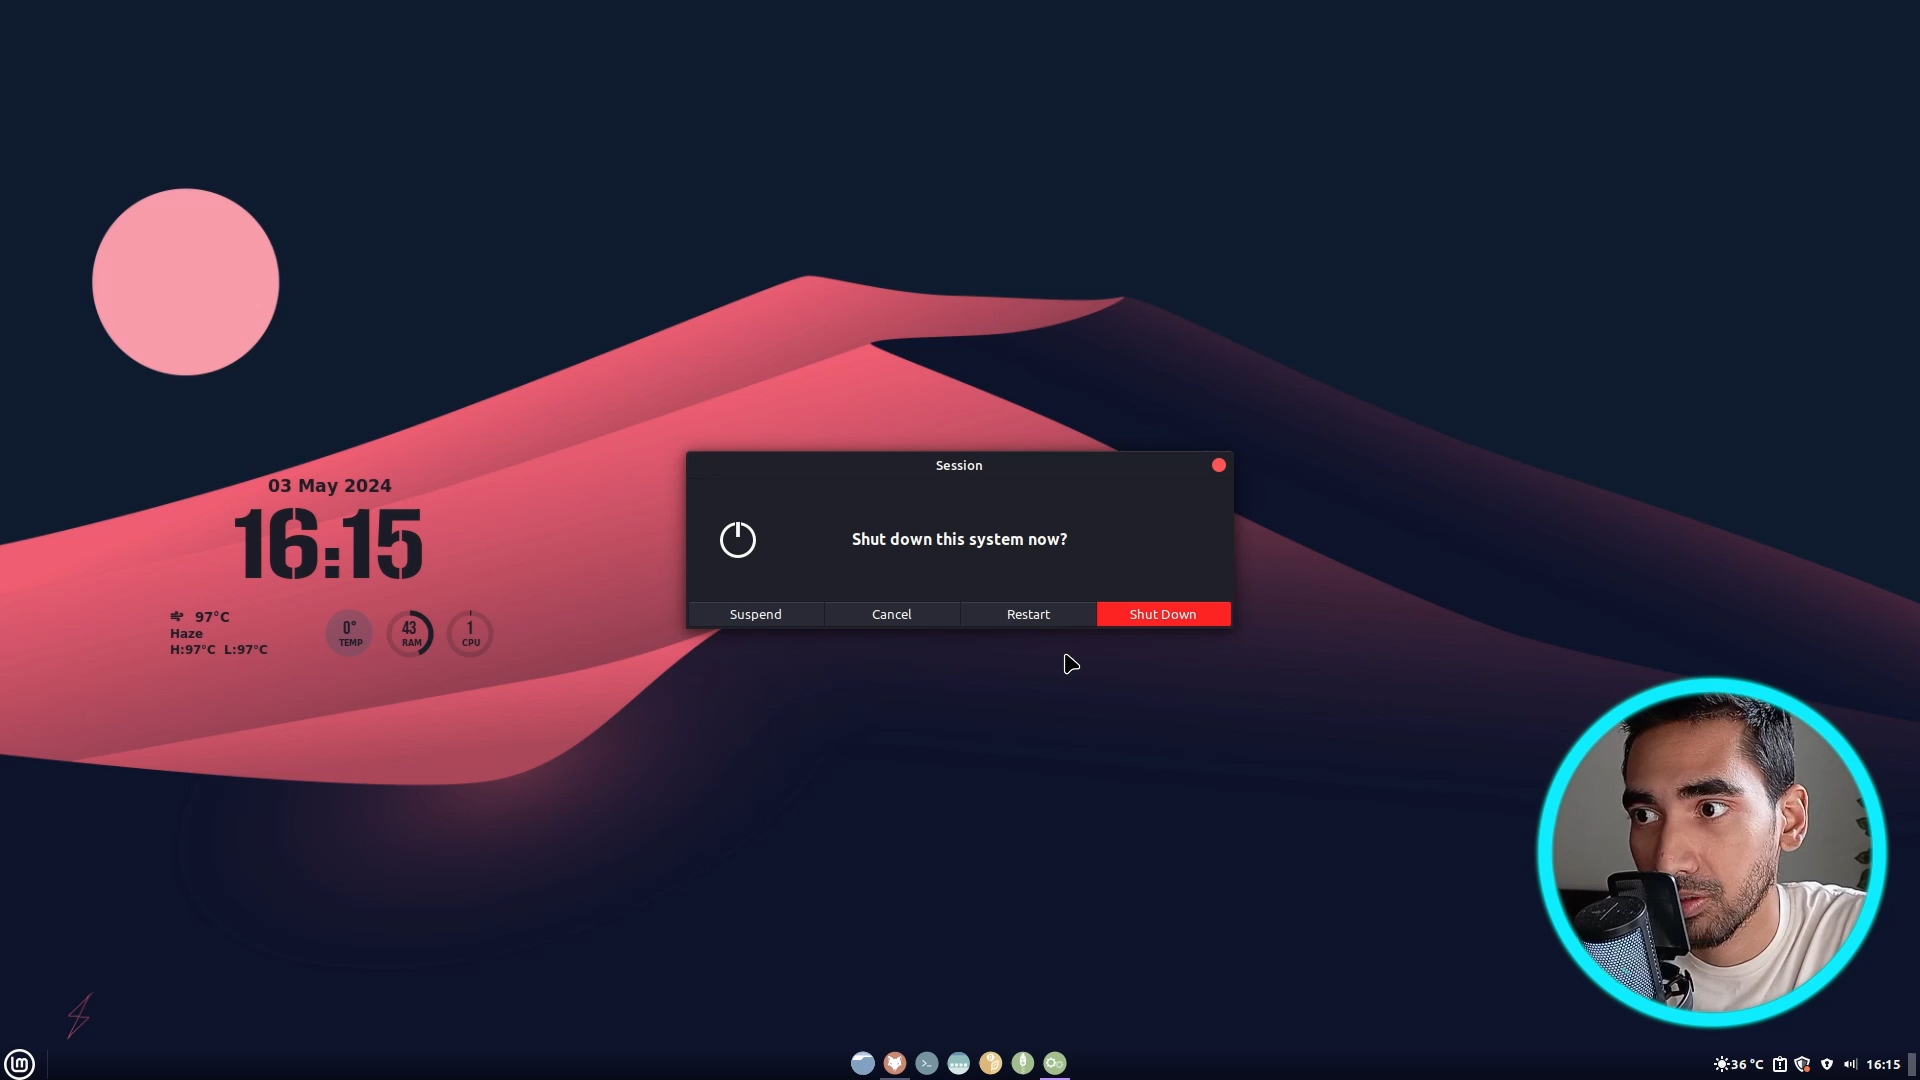 03 May 2024
16:15
97°C
Haze
H:97°C L:97°C
0°
TEMP
43
RAM
1
CPU
Session
Shut down this system now?
Suspend
Cancel
Restart
Shut Down
36 °C
16:15